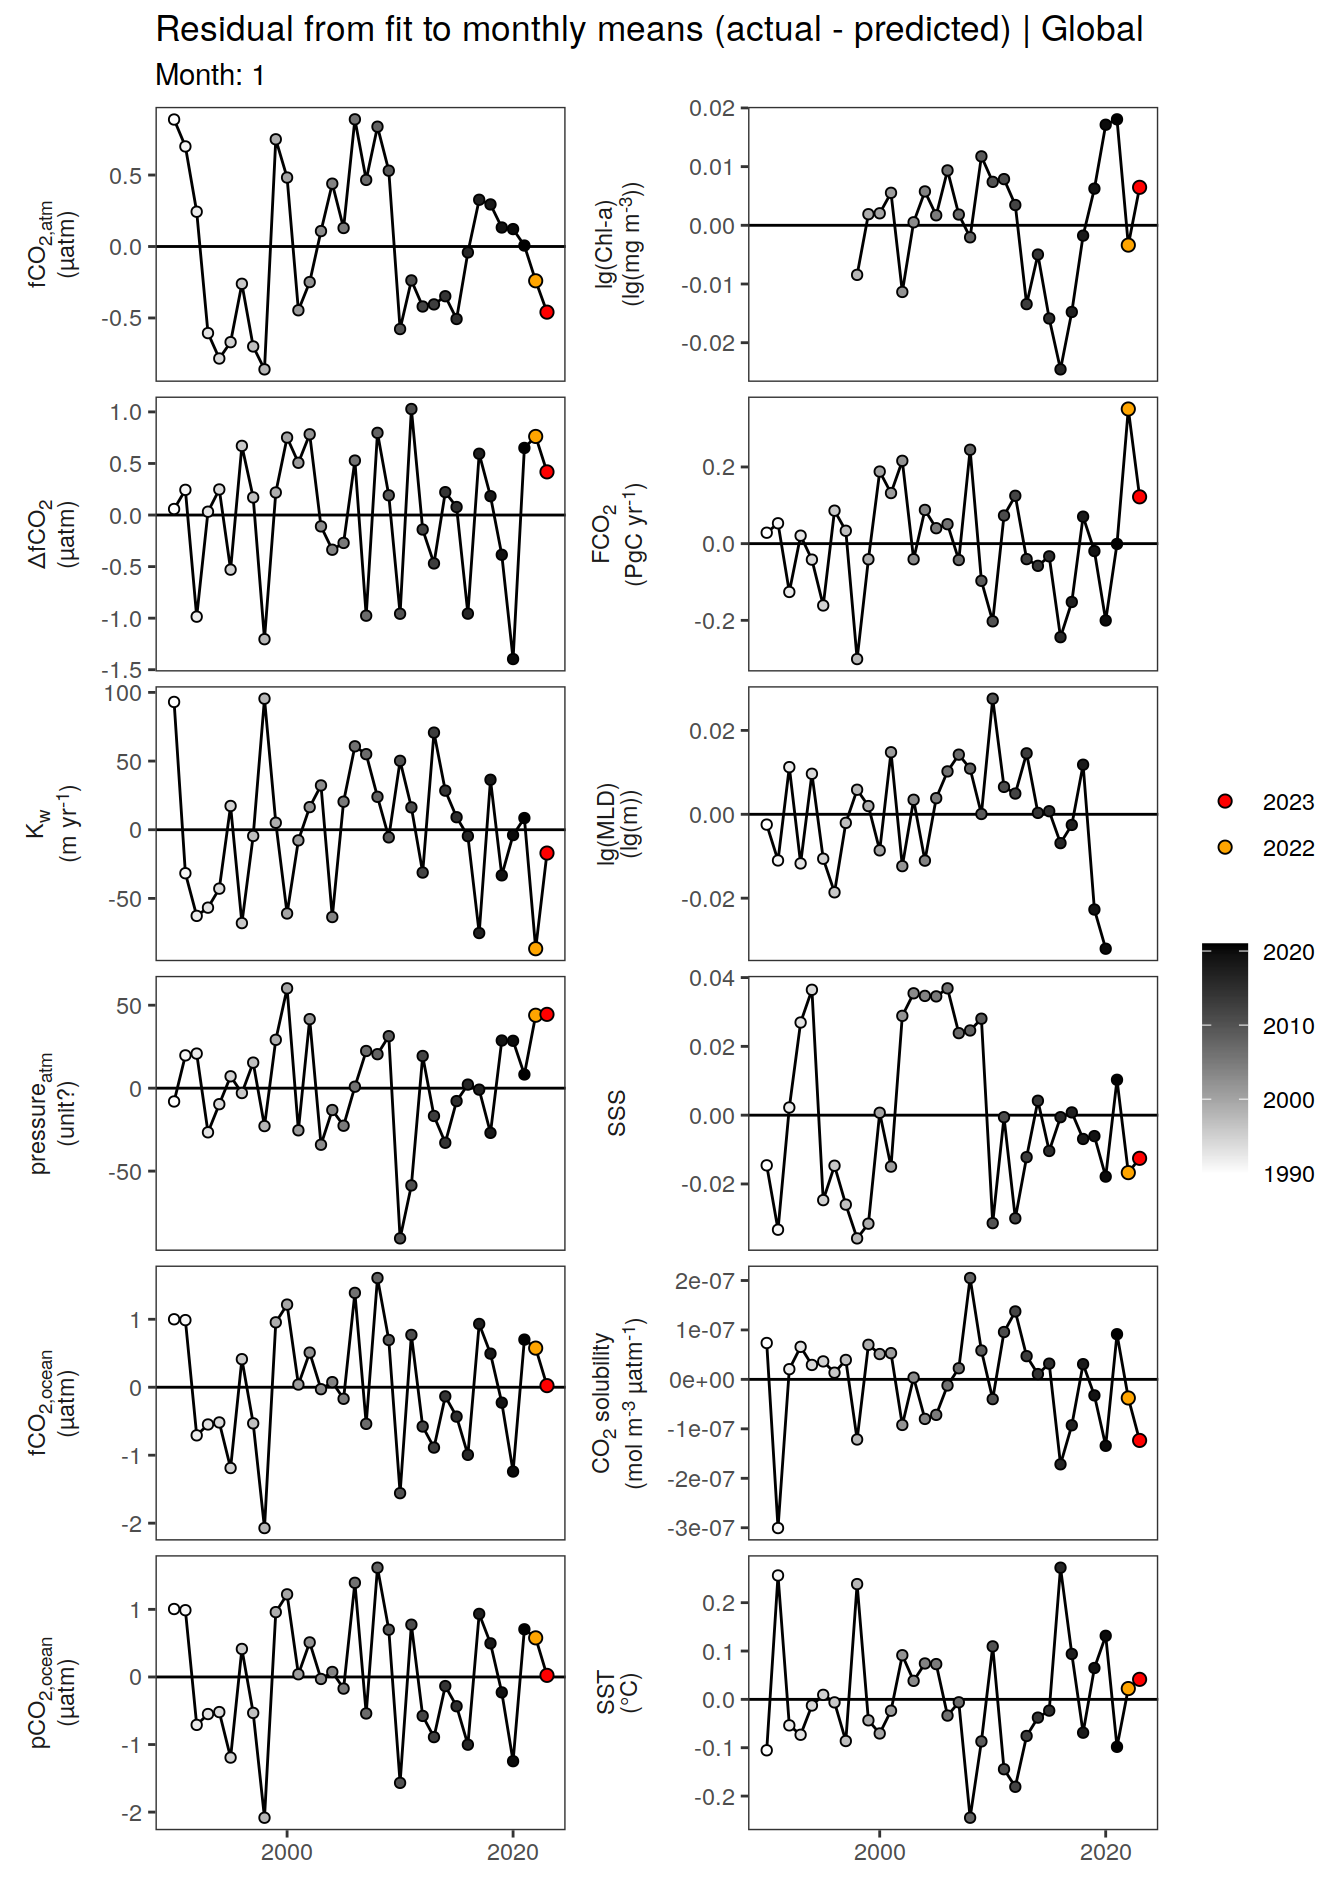 Residual from fit to monthly means (actual - predicted) | Global
Month: 1
fCO2,atm
(µatm)
0.5
0.0
-0.5
lg(Chl-a)
(lg(mg m-3))
0.02
0.01
0.00
-0.01
-0.02
ΔfCO2
(µatm)
1.0
0.5
0.0
-0.5
-1.0
-1.5
FCO2
(PgC yr-1)
0.2
0.0
-0.2
Kw
(m yr-1)
100
50
0
-50
lg(MLD)
(lg(m))
0.02
0.00
-0.02
pressureatm
(unit?)
50
0
-50
SSS
0.04
0.02
0.00
-0.02
fCO2,ocean
(µatm)
1
0
-1
-2
CO2 solubility
(mol m-3 µatm-1)
2e-07
1e-07
0e+00
-1e-07
-2e-07
-3e-07
pCO2,ocean
(µatm)
1
0
-1
-2
SST
(°C)
0.2
0.1
0.0
-0.1
-0.2
2000
2020
2000
2020
2023
2022
2020
2010
2000
1990